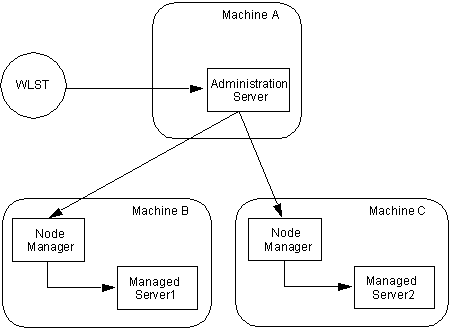 Machine A
WLST
Administration
Server
Machine B
Node
Manager
Managed
Server1
Machine C
Node
Manager
Managed
Server2